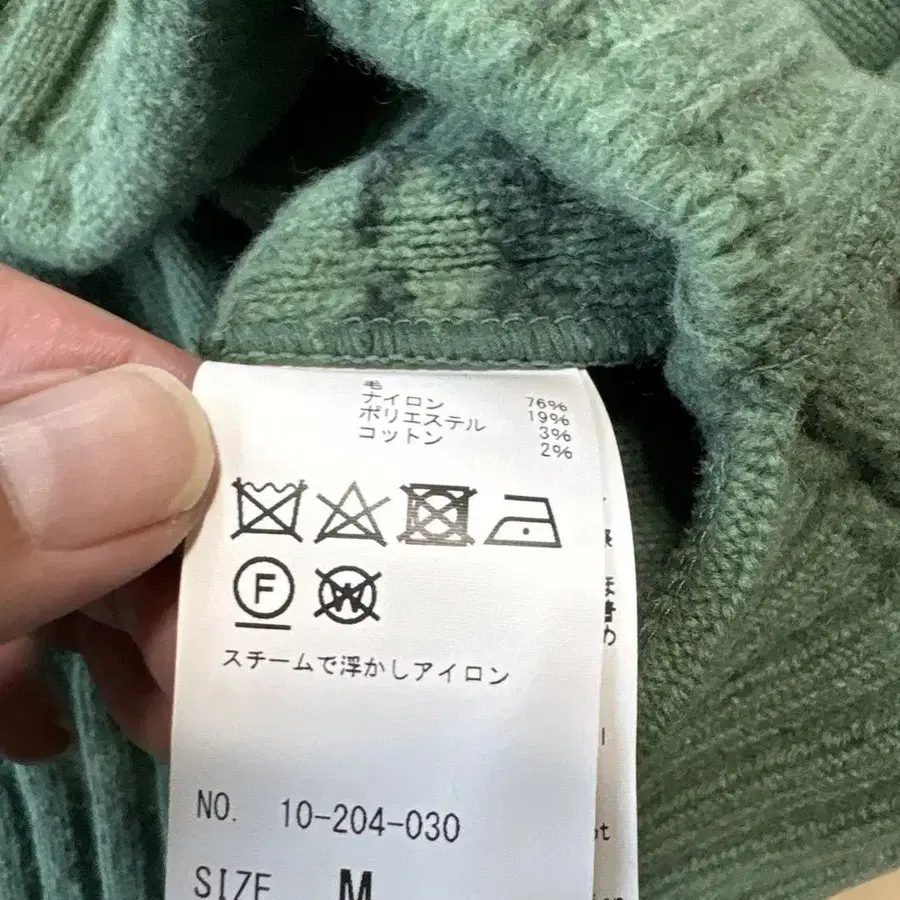 毛 76%
ナイロン 19%
ポリエステル 3%
コットン 2%
F W
スチームで浮かしアイロン
NO. 10-204-030
SIZE M